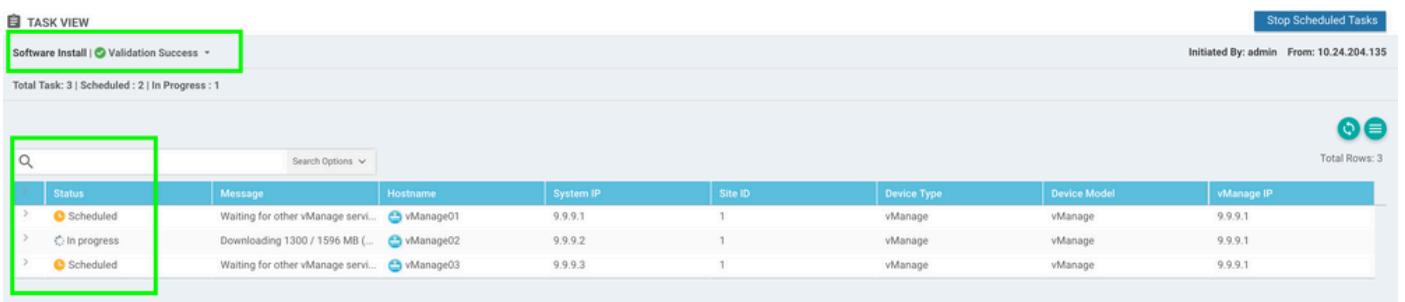 TASK VIEW Stop Scheduled Tasks
Software Install | Validation Success Initiated By: admin From: 10.24.204.135
Total Task: 3 | Scheduled : 2 | In Progress : 1
Search Options Total Rows: 3
Status Message Hostname System IP Site ID Device Type Device Model vManage IP
Scheduled Waiting for other vManage servi... vManage01 9.9.9.1 1 vManage vManage 9.9.9.1
In progress Downloading 1300 / 1596 MB (... vManage02 9.9.9.2 1 vManage vManage 9.9.9.1
Scheduled Waiting for other vManage servi... vManage03 9.9.9.3 1 vManage vManage 9.9.9.1